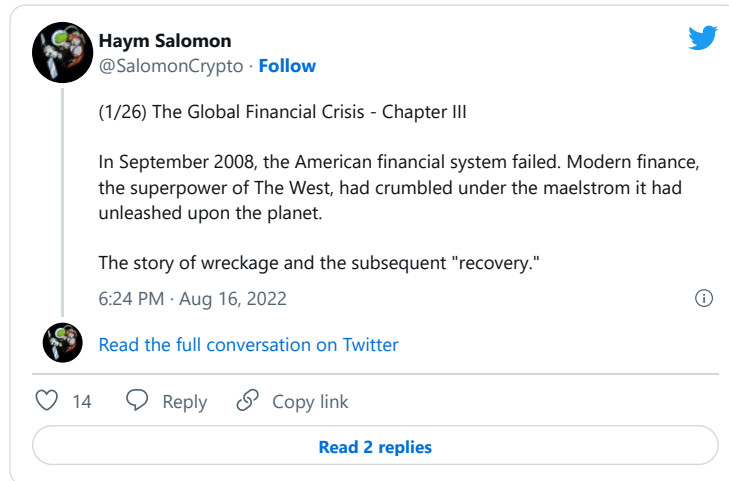 Haym Salomon
@SalomonCrypto · Follow
(1/26) The Global Financial Crisis - Chapter III
In September 2008, the American financial system failed. Modern finance,
the superpower of The West, had crumbled under the maelstrom it had
unleashed upon the planet.
The story of wreckage and the subsequent "recovery."
6:24 PM · Aug 16, 2022
Read the full conversation on Twitter
14 Reply Copy link
Read 2 replies